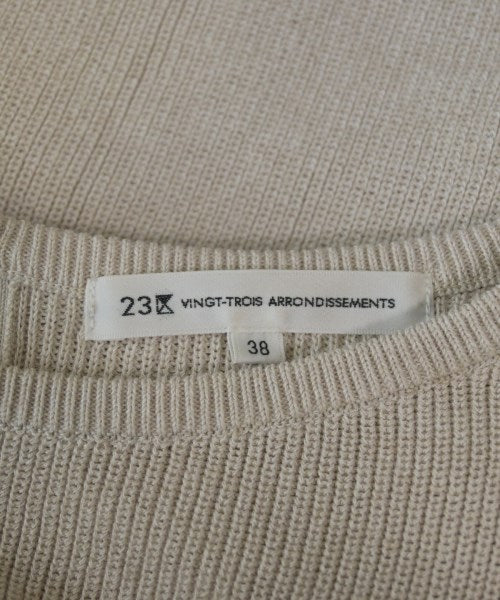 23区 VINGT-TROIS ARRONDISSEMENTS
38